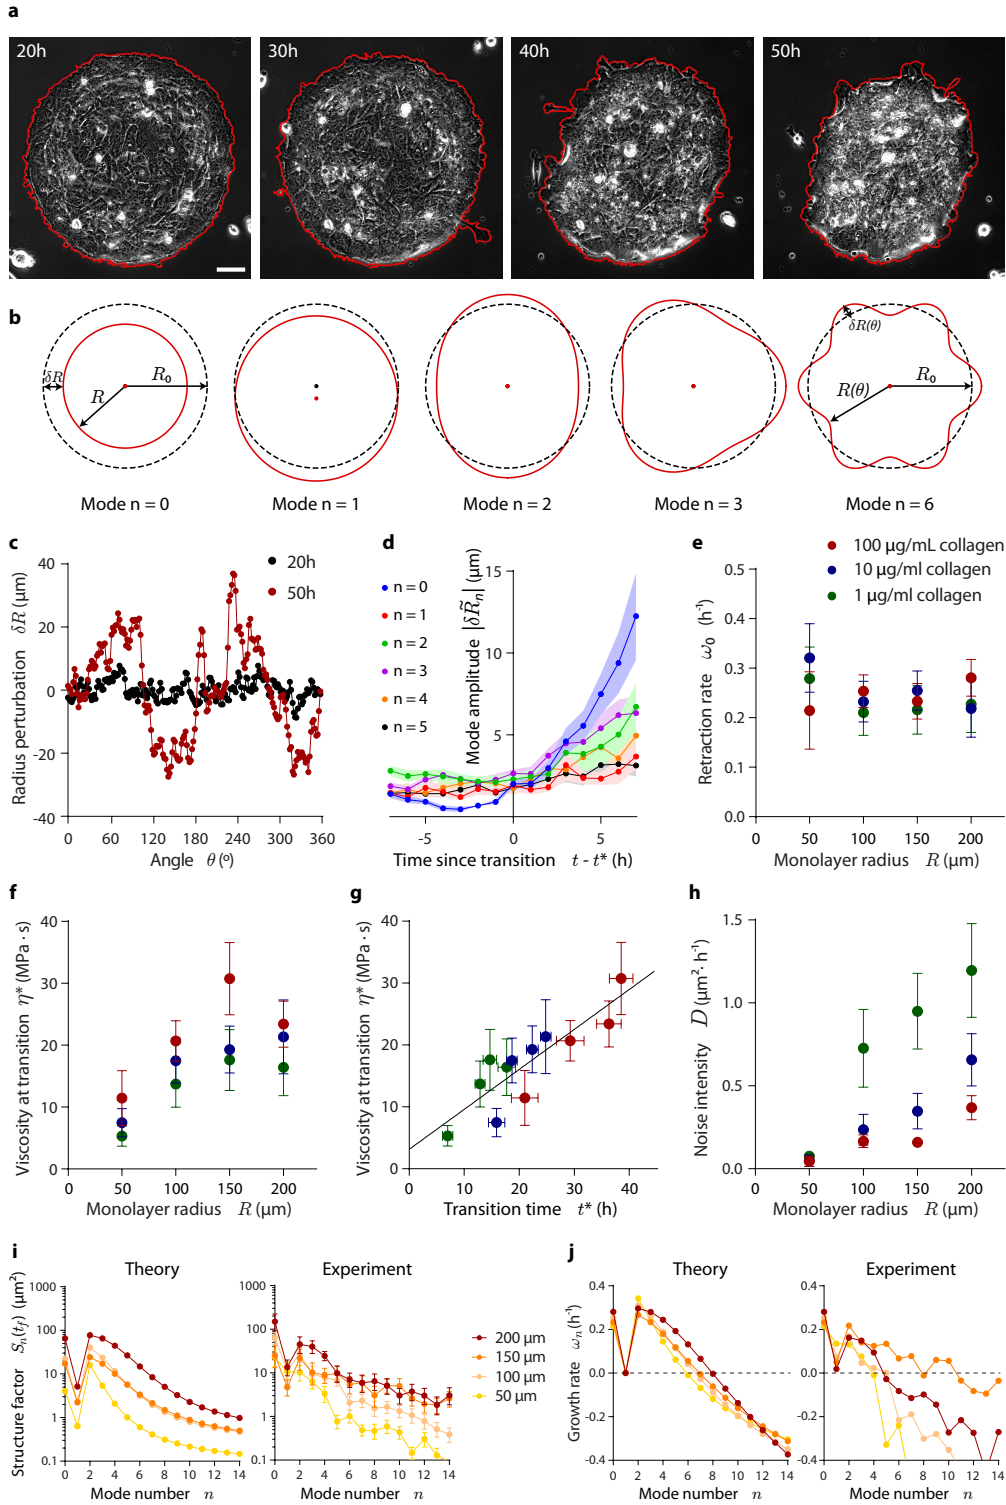 a
20h
30h
40h
50h
b
δR
R
R₀
δR(θ)
R(θ)
R₀
Mode n = 0
Mode n = 1
Mode n = 2
Mode n = 3
Mode n = 6
c
Radius perturbation δR (μm)
40
20
0
-20
-40
0
60
120
180
240
300
360
Angle θ (º)
20h
50h
d
n = 0
n = 1
n = 2
n = 3
n = 4
n = 5
Mode amplitude |δR̃ₙ| (μm)
15
10
5
-5
0
5
Time since transition t - t* (h)
e
100 μg/mL collagen
10 μg/ml collagen
1 μg/ml collagen
Retraction rate ω₀ (h⁻¹)
0.5
0.4
0.3
0.2
0.1
0.0
0
50
100
150
200
Monolayer radius R (μm)
f
Viscosity at transition η* (MPa · s)
40
30
20
10
0
0
50
100
150
200
Monolayer radius R (μm)
g
Viscosity at transition η* (MPa · s)
40
30
20
10
0
0
10
20
30
40
Transition time t* (h)
h
Noise intensity D (μm²· h⁻¹)
1.5
1.0
0.5
0.0
0
50
100
150
200
Monolayer radius R (μm)
i
Theory
Experiment
Structure factor Sₙ(t_f) (μm²)
1000
100
10
1
0.1
0
2
4
6
8
10
12
14
Mode number n
1000
100
10
1
0.1
0
2
4
6
8
10
12
14
Mode number n
200 μm
150 μm
100 μm
50 μm
j
Theory
Experiment
Growth rate ωₙ (h⁻¹)
0.4
0.2
0.0
-0.2
-0.4
0
2
4
6
8
10
12
14
Mode number n
0.4
0.2
0.0
-0.2
-0.4
0
2
4
6
8
10
12
14
Mode number n